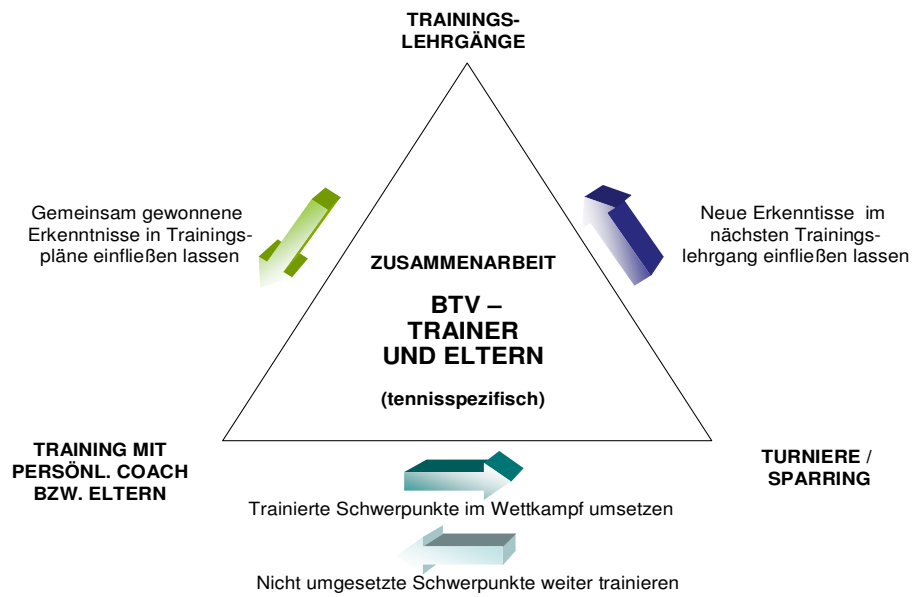 TRAININGS-
LEHRGÄNGE
Gemeinsam gewonnene
Erkenntnisse in Trainings-
pläne einfließen lassen
Neue Erkenntisse im
nächsten Trainings-
lehrgang einfließen lassen
ZUSAMMENARBEIT
BTV –
TRAINER
UND ELTERN
(tennisspezifisch)
TRAINING MIT
PERSÖNL. COACH
BZW. ELTERN
TURNIERE /
SPARRING
Trainierte Schwerpunkte im Wettkampf umsetzen
Nicht umgesetzte Schwerpunkte weiter trainieren